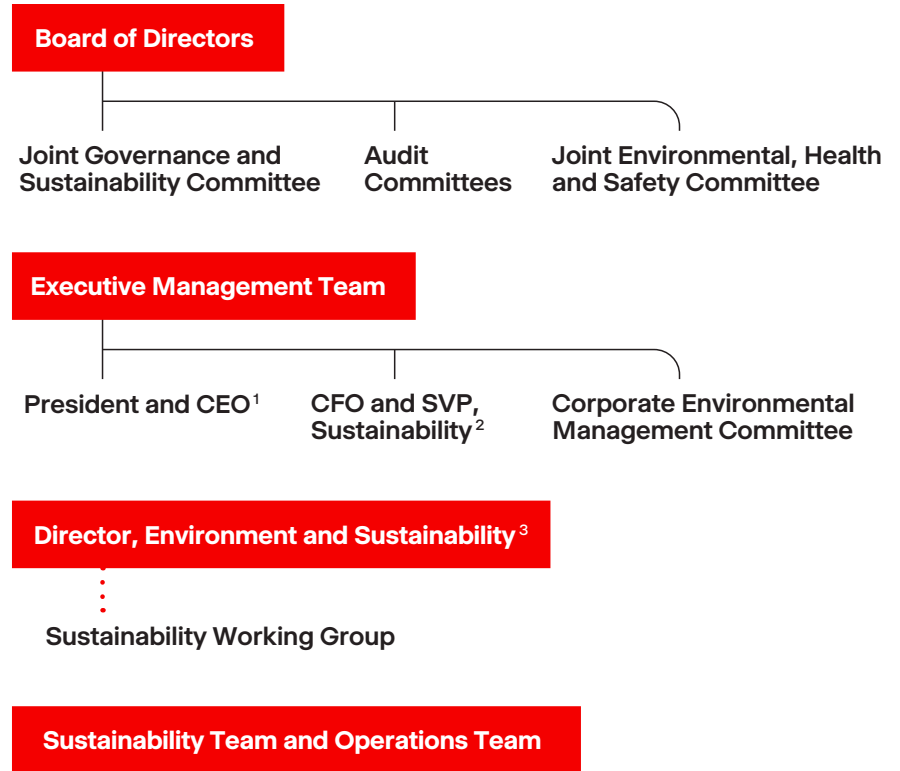 Board of Directors
Joint Governance and
Sustainability Committee
Audit
Committees
Joint Environmental, Health
and Safety Committee
Executive Management Team
President and CEO¹
CFO and SVP,
Sustainability²
Corporate Environmental
Management Committee
Director, Environment and Sustainability³
Sustainability Working Group
Sustainability Team and Operations Team